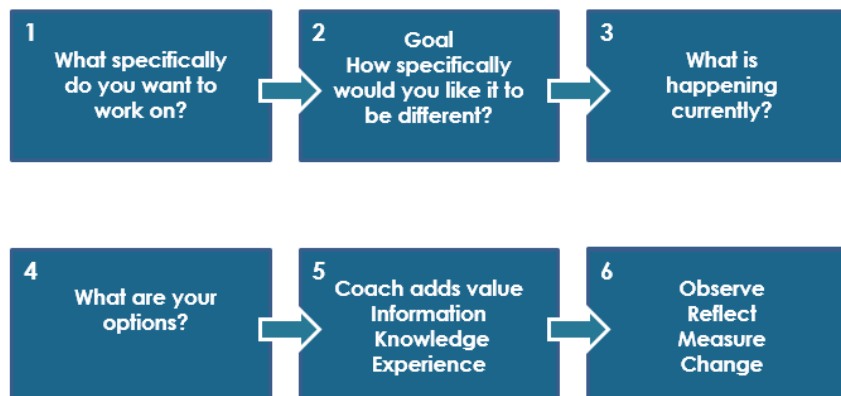 1
What specifically
do you want to
work on?
2
Goal
How specifically
would you like it to
be different?
3
What is
happening
currently?
4
What are your
options?
5
Coach adds value
Information
Knowledge
Experience
6
Observe
Reflect
Measure
Change